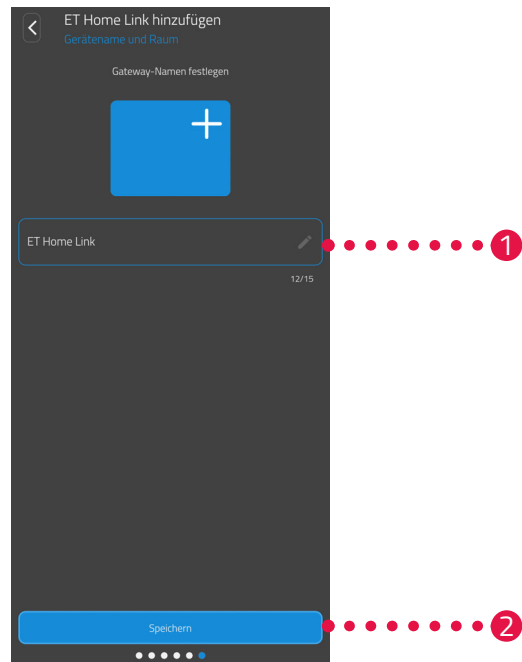 ET Home Link hinzufügen
Gerätename und Raum
Gateway-Namen festlegen
ET Home Link
1
12/15
Speichern
2